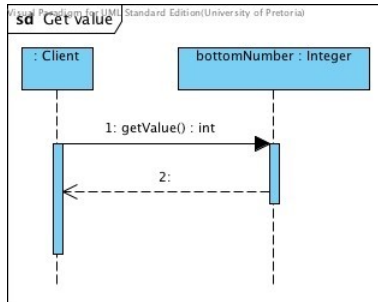 Visual Paradigm for UML Standard Edition(University of Pretoria)
sd Get value
: Client
bottomNumber : Integer
1: getValue() : int
2: